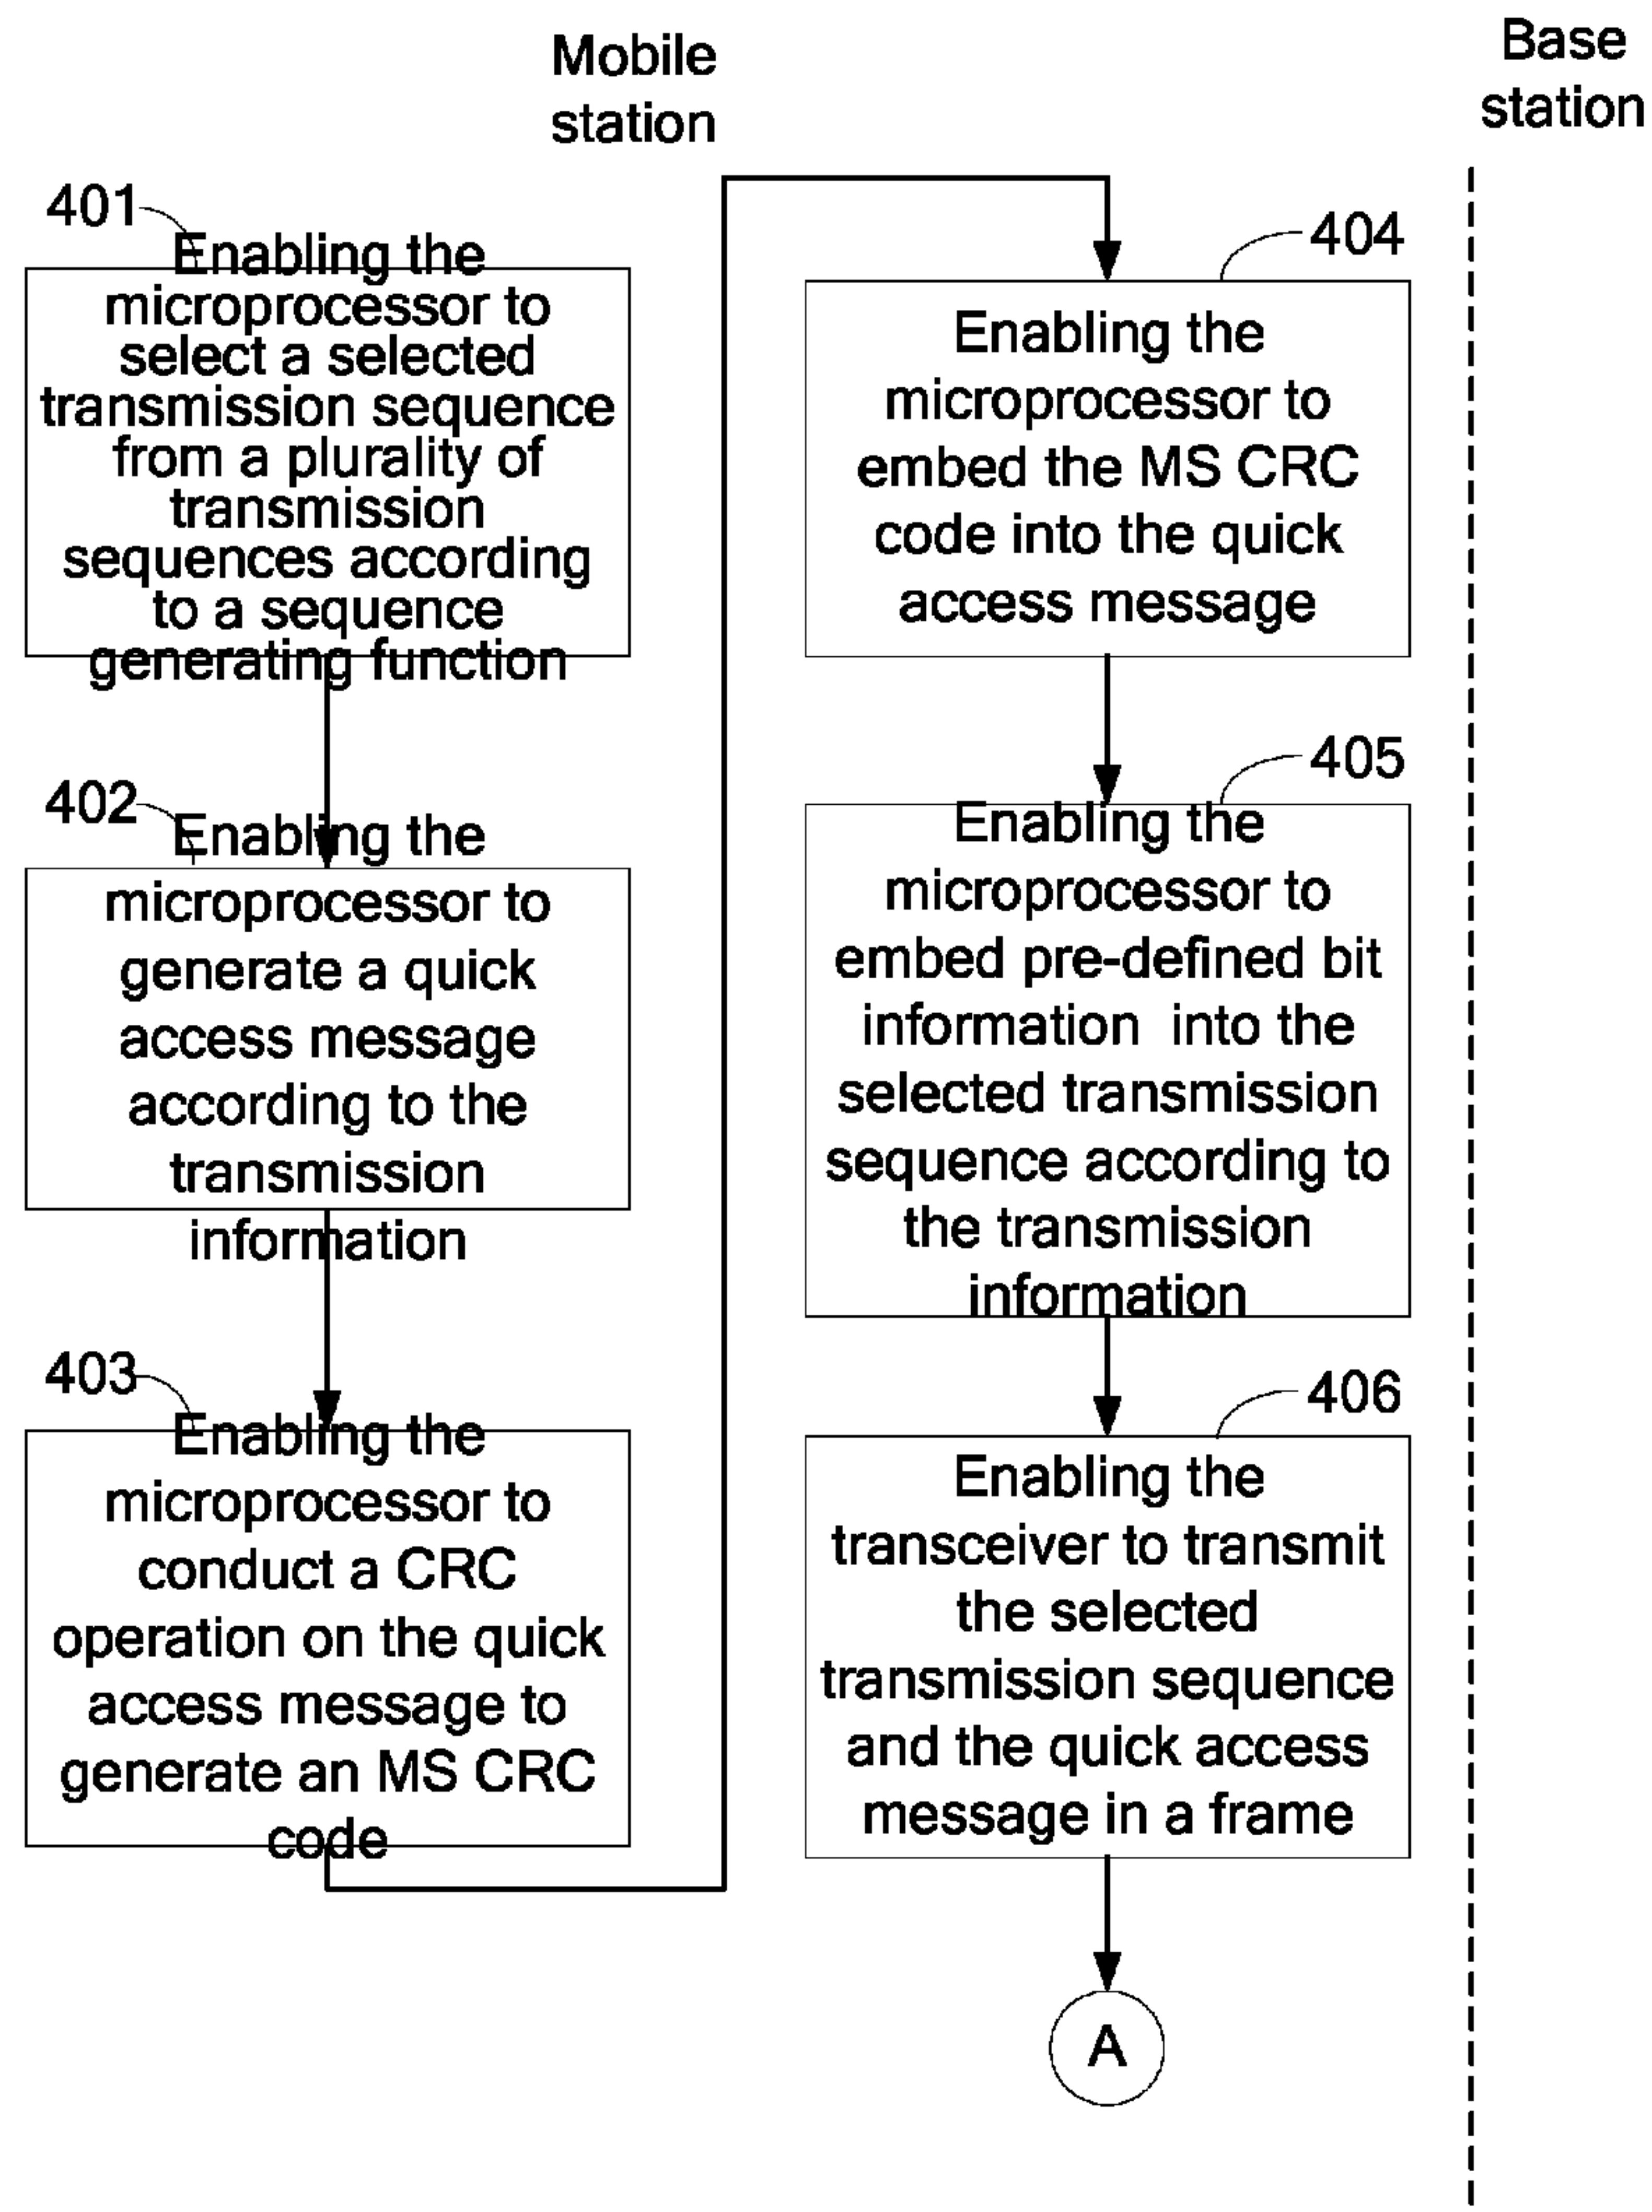 Mobile
station
Base
station
401
Enabling the
microprocessor to
select a selected
transmission sequence
from a plurality of
transmission
sequences according
to a sequence
generating function
402
Enabling the
microprocessor to
generate a quick
access message
according to the
transmission
information
403
Enabling the
microprocessor to
conduct a CRC
operation on the quick
access message to
generate an MS CRC
code
404
Enabling the
microprocessor to
embed the MS CRC
code into the quick
access message
405
Enabling the
microprocessor to
embed pre-defined bit
information into the
selected transmission
sequence according to
the transmission
information
406
Enabling the
transceiver to transmit
the selected
transmission sequence
and the quick access
message in a frame
A